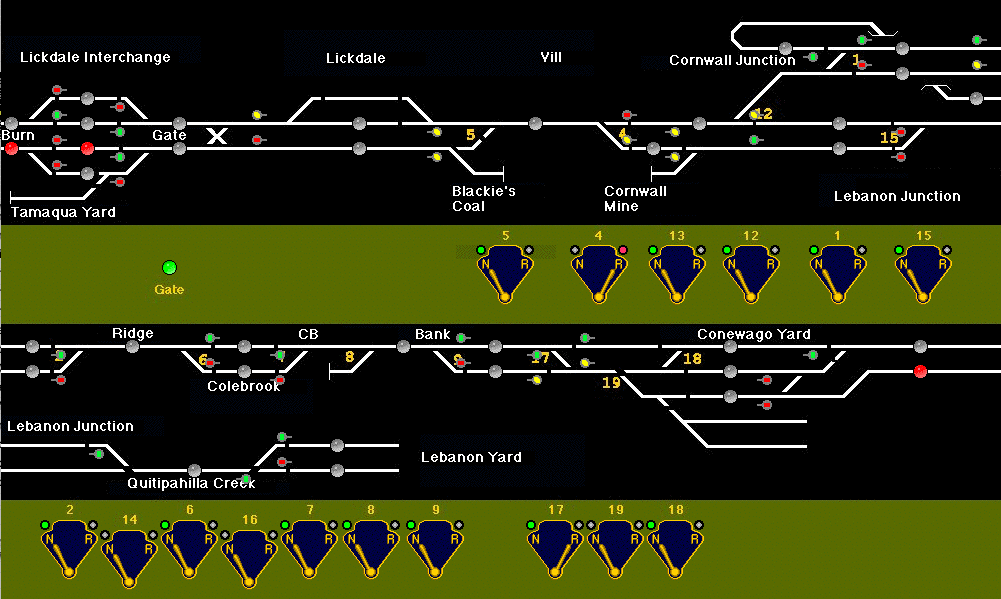 Lickdale Interchange
Lickdale
Vill
Cornwall Junction
1
12
Burn
Gate
5
4
15
Blackie's
Coal
Cornwall
Mine
Lebanon Junction
Tamaqua Yard
5
4
13
12
1
15
N R
N R
N R
N R
N R
N R
Gate
Ridge
CB
Bank
Conewago Yard
2
6
7
8
9
17
18
19
Colebrook
Lebanon Junction
Lebanon Yard
Quitipahilla Creek
2
14
6
16
7
8
9
17
19
18
N R
N R
N R
N R
N R
N R
N R
N R
N R
N R